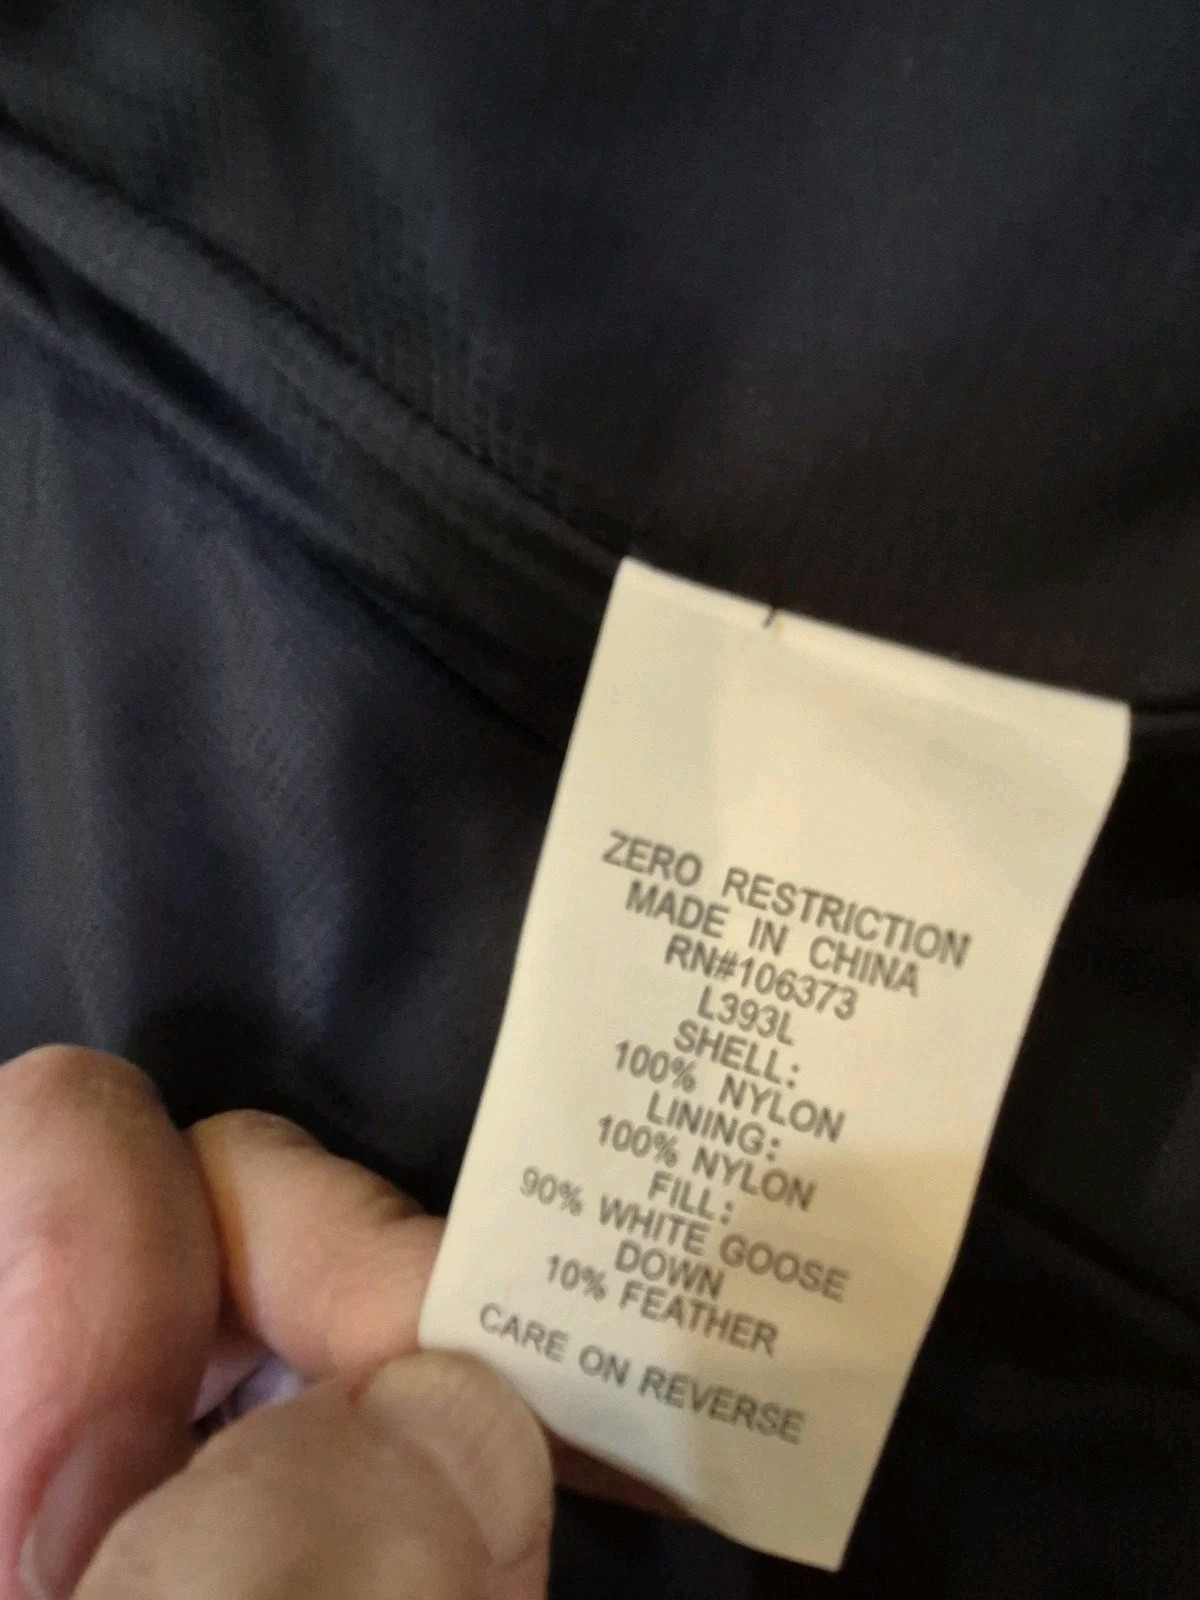 ZERO RESTRICTION
MADE IN CHINA
RN#106373
L393L
SHELL:
100% NYLON
LINING:
100% NYLON
FILL:
90% WHITE GOOSE
DOWN
10% FEATHER
CARE ON REVERSE